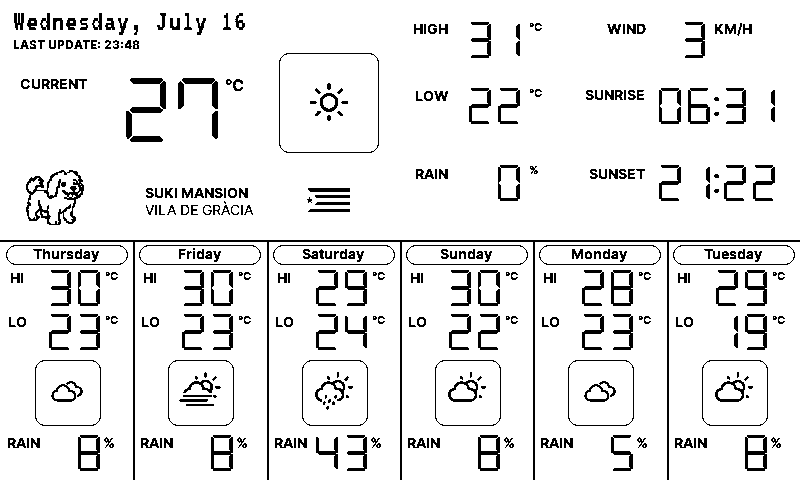 Wednesday, July 16
LAST UPDATE: 23:48
CURRENT 27 °C
HIGH 31 °C
WIND 3 KM/H
LOW 22 °C
SUNRISE 06:31
RAIN 0 %
SUNSET 21:22
SUKI MANSION
VILA DE GRÀCIA
Thursday
HI 30 °C
LO 23 °C
RAIN 8 %
Friday
HI 30 °C
LO 23 °C
RAIN 8 %
Saturday
HI 29 °C
LO 24 °C
RAIN 43 %
Sunday
HI 30 °C
LO 22 °C
RAIN 8 %
Monday
HI 28 °C
LO 23 °C
RAIN 5 %
Tuesday
HI 29 °C
LO 19 °C
RAIN 8 %